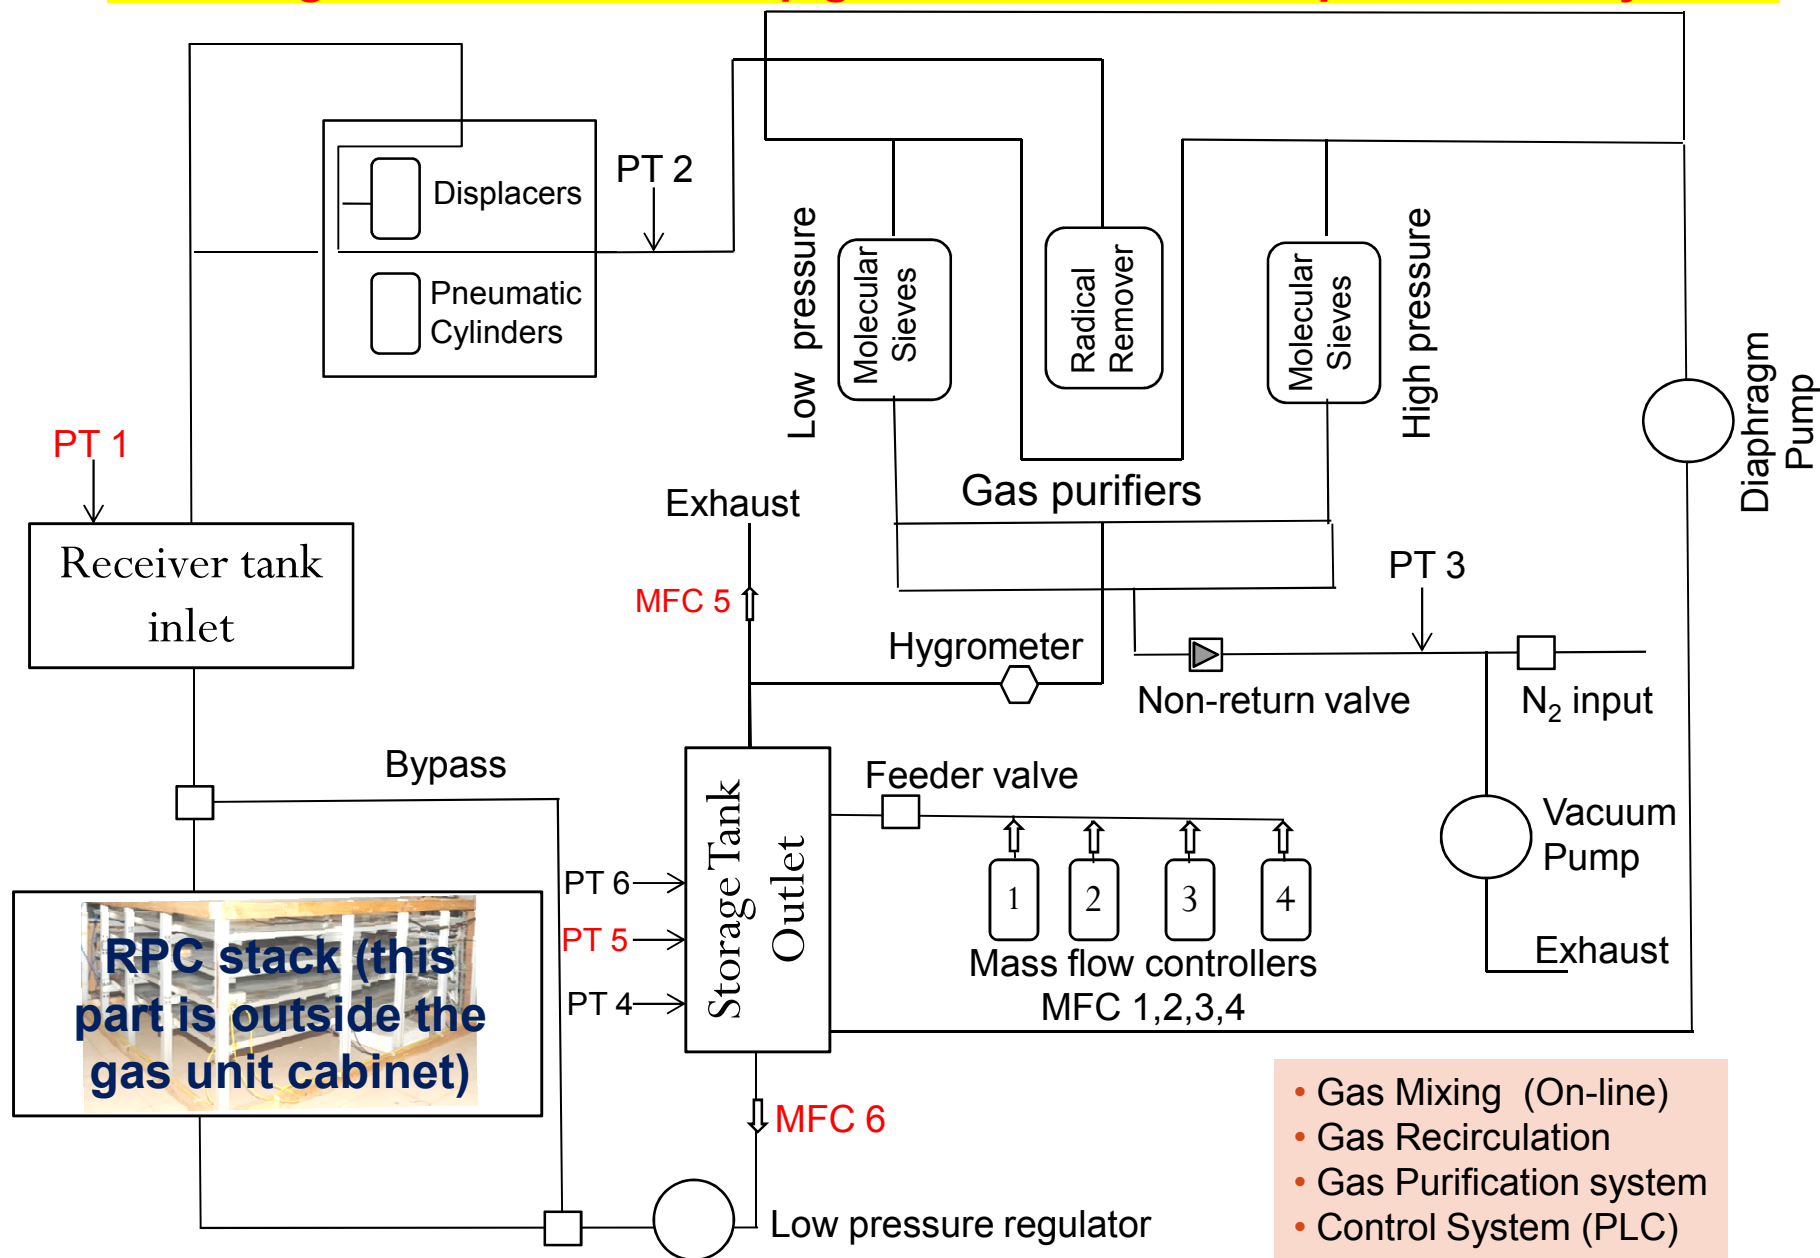 Displacers
Pneumatic
Cylinders
PT 2
Low pressure
Molecular
Sieves
Radical
Remover
Molecular
Sieves
High pressure
Diaphragm
Pump
PT 1
Receiver tank
inlet
Exhaust
Gas purifiers
MFC 5
PT 3
Hygrometer
Non-return valve
N₂ input
Bypass
Feeder valve
Storage Tank
Outlet
Vacuum
Pump
PT 6
PT 5
PT 4
1
2
3
4
Mass flow controllers
MFC 1,2,3,4
Exhaust
RPC stack (this
part is outside the
gas unit cabinet)
MFC 6
Low pressure regulator
• Gas Mixing (On-line)
• Gas Recirculation
• Gas Purification system
• Control System (PLC)